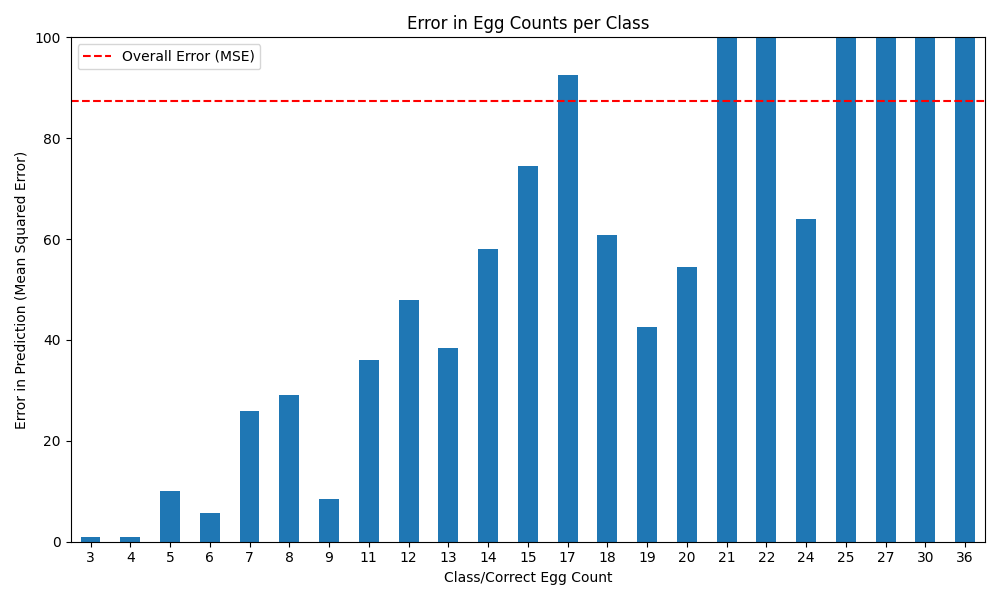 Error in Egg Counts per Class
Overall Error (MSE)
Error in Prediction (Mean Squared Error)
100
80
60
40
20
0
3 4 5 6 7 8 9 11 12 13 14 15 17 18 19 20 21 22 24 25 27 30 36
Class/Correct Egg Count